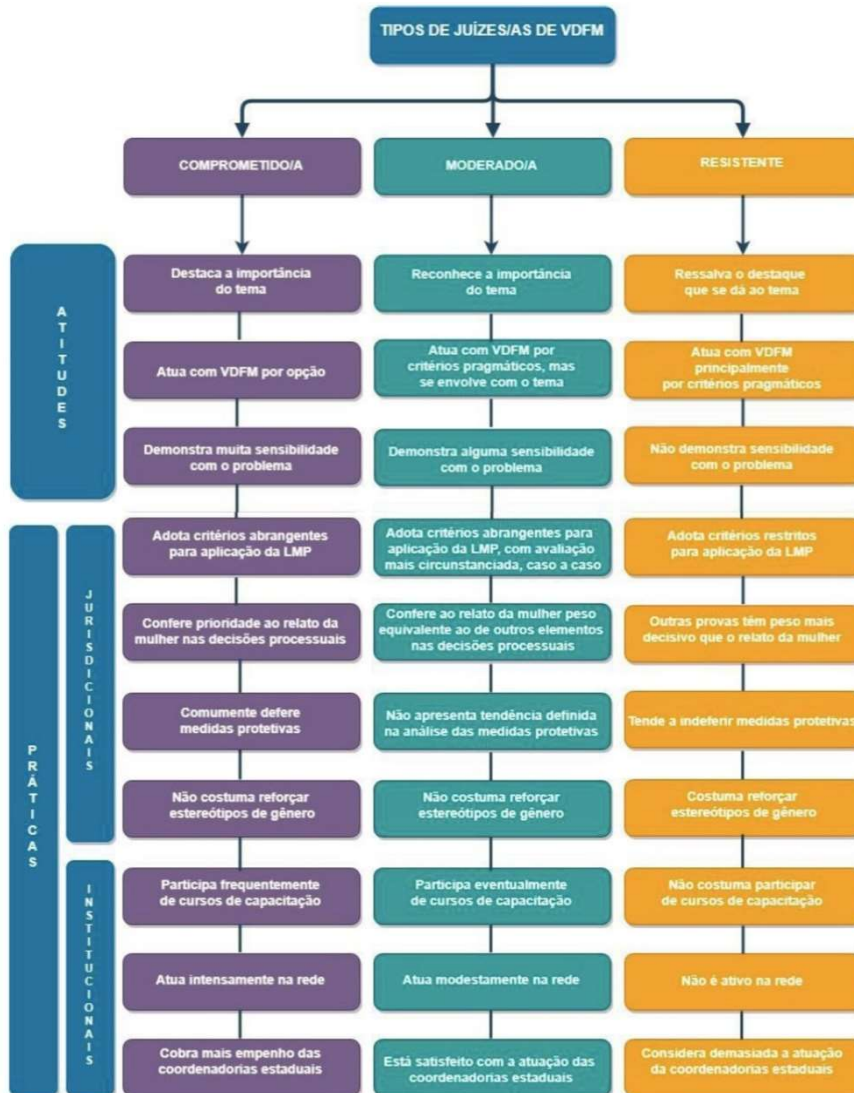 TIPOS DE JUÍZES/AS DE VDFM
COMPROMETIDO/A
MODERADO/A
RESISTENTE
ATITUDES
Destaca a importância
do tema
Reconhece a importância
do tema
Ressalva o destaque
que se dá ao tema
Atua com VDFM por opção
Atua com VDFM por
critérios pragmáticos, mas
se envolve com o tema
Atua com VDFM
principalmente
por critérios pragmáticos
Demonstra muita sensibilidade
com o problema
Demonstra alguma sensibilidade
com o problema
Não demonstra sensibilidade
com o problema
PRÁTICAS
JURISDICIONAIS
Adota critérios abrangentes
para aplicação da LMP
Adota critérios abrangentes para
aplicação da LMP, com avaliação
mais circunstanciada, caso a caso
Adota critérios restritos
para aplicação da LMP
Confere prioridade ao relato da
mulher nas decisões processuais
Confere ao relato da mulher peso
equivalente ao de outros elementos
nas decisões processuais
Outras provas têm peso mais
decisivo que o relato da mulher
Comumente defere
medidas protetivas
Não apresenta tendência definida
na análise das medidas protetivas
Tende a indeferir medidas protetivas
Não costuma reforçar
estereótipos de gênero
Não costuma reforçar
estereótipos de gênero
Costuma reforçar
estereótipos de gênero
INSTITUCIONAIS
Participa frequentemente
de cursos de capacitação
Participa eventualmente
de cursos de capacitação
Não costuma participar
de cursos de capacitação
Atua intensamente na rede
Atua modestamente na rede
Não é ativo na rede
Cobra mais empenho das
coordenadorias estaduais
Está satisfeito com a atuação das
coordenadorias estaduais
Considera demasiada a atuação
da coordenadorias estaduais